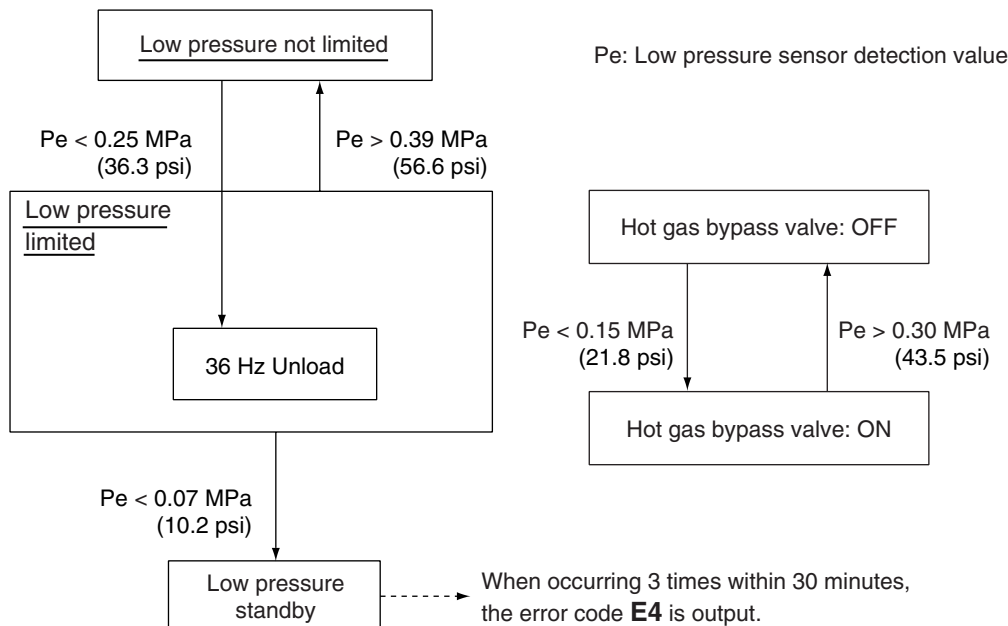 Low pressure not limited
Pe: Low pressure sensor detection value
Pe < 0.25 MPa
(36.3 psi)
Pe > 0.39 MPa
(56.6 psi)
Low pressure
limited
36 Hz Unload
Hot gas bypass valve: OFF
Pe < 0.15 MPa
(21.8 psi)
Pe > 0.30 MPa
(43.5 psi)
Hot gas bypass valve: ON
Pe < 0.07 MPa
(10.2 psi)
Low pressure
standby
When occurring 3 times within 30 minutes,
the error code E4 is output.